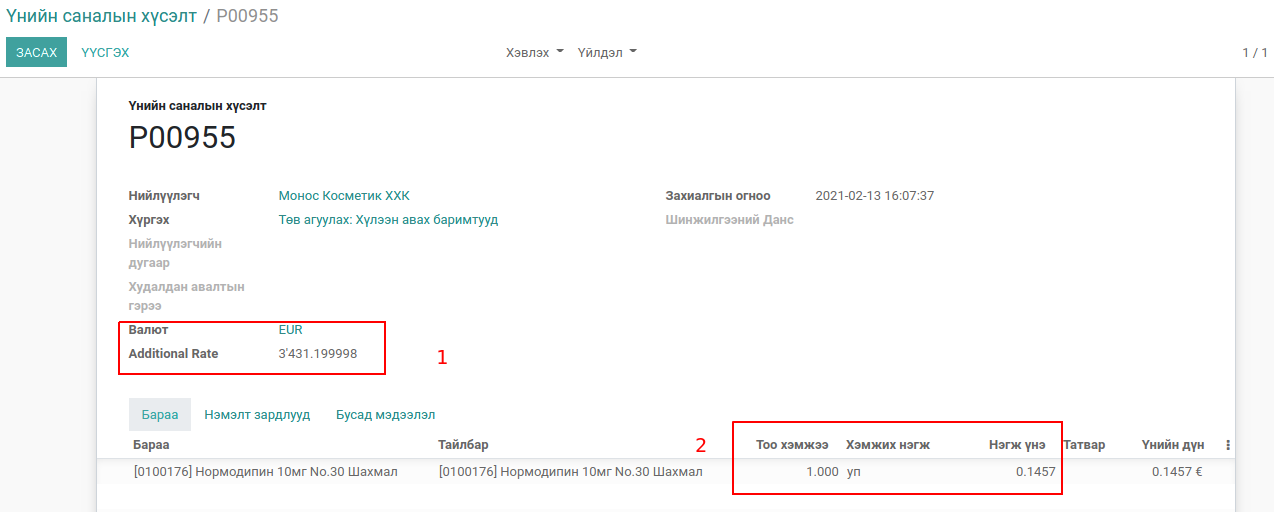 Үнийн саналын хүсэлт / P00955
ЗАСАХ ҮҮСГЭХ Хэвлэх Үйлдэл 1 / 1
Үнийн саналын хүсэлт
P00955
Нийлүүлэгч Монос Косметик ХХК Захиалгын огноо 2021-02-13 16:07:37
Хүргэх Төв агуулах: Хүлээн авах баримтууд Шинжилгээний Данс
Нийлүүлэгчийн
дугаар
Худалдан авалтын
гэрээ
Валют EUR
Additional Rate 3'431.199998
1
Бараа Нэмэлт зардлууд Бусад мэдээлэл
Бараа Тайлбар 2 Тоо хэмжээ Хэмжих нэгж Нэгж үнэ Татвар Үнийн дүн
[0100176] Нормодипин 10мг No.30 Шахмал [0100176] Нормодипин 10мг No.30 Шахмал 1.000 уп 0.1457 0.1457 €